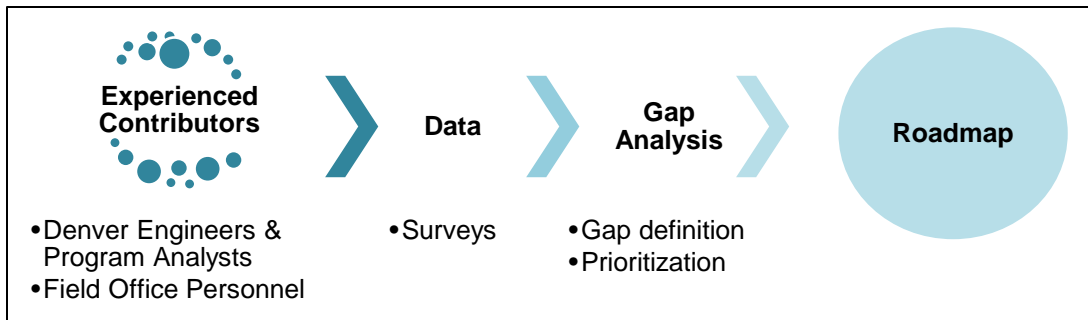 Experienced
Contributors
Data
Gap
Analysis
Roadmap
•Denver Engineers &
Program Analysts
•Field Office Personnel
•Surveys
•Gap definition
•Prioritization